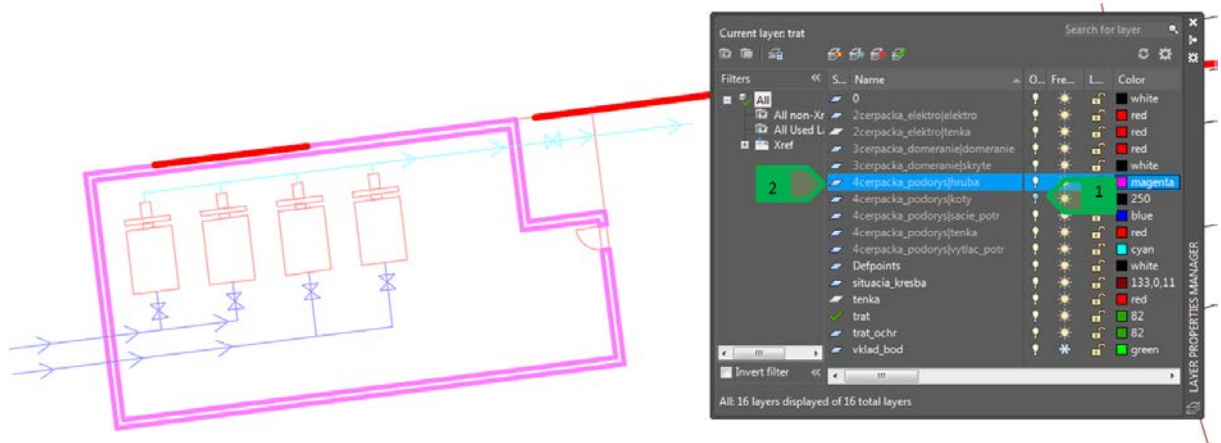 Current layer: trat
Search for layer
Filters
S... Name O... Fre... L... Color
All
All non-Xr
All Used La
Xref
0 white
2cerpacka_elektro|elektro red
2cerpacka_elektro|tenka red
3cerpacka_domeranie|domeranie red
3cerpacka_domeranie|skryte white
4cerpacka_podorys|hruba magenta
4cerpacka_podorys|koty 250
4cerpacka_podorys|sacie_potr blue
4cerpacka_podorys|tenka red
4cerpacka_podorys|vytlac_potr cyan
Defpoints white
situacia_kresba 133,0,11
tenka red
trat 82
trat_ochr 82
vklad_bod green
2
1
Invert filter
All: 16 layers displayed of 16 total layers
LAYER PROPERTIES MANAGER